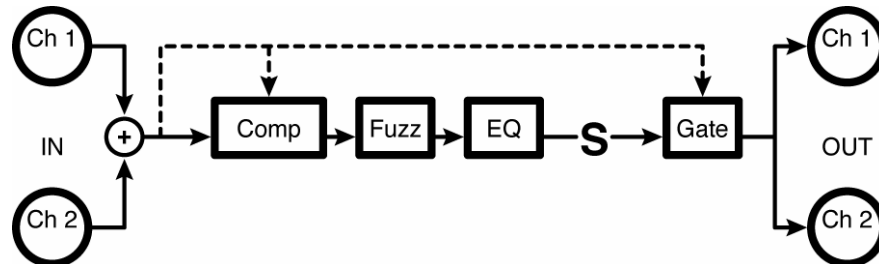 Ch 1
Ch 1
+
Comp
Fuzz
EQ
S
Gate
IN
OUT
Ch 2
Ch 2